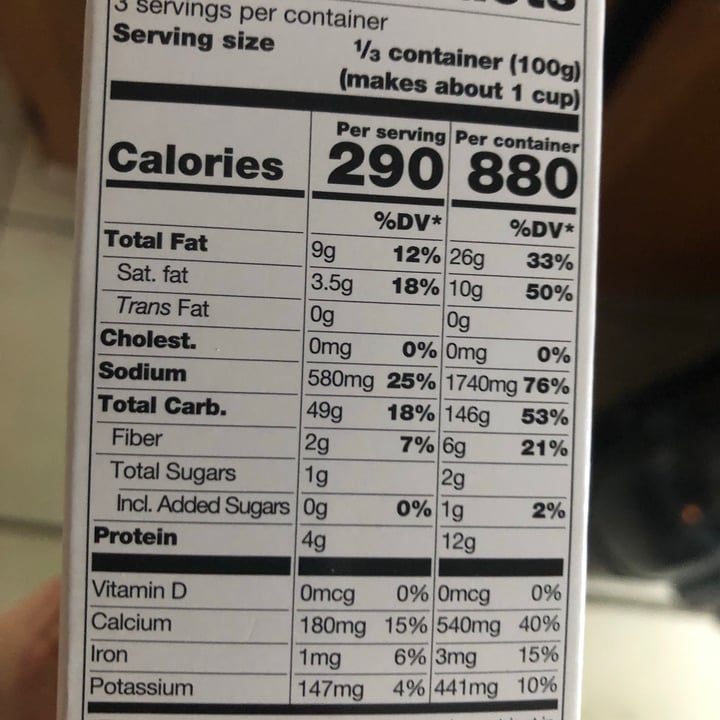 3 servings per container
Serving size 1/3 container (100g)
(makes about 1 cup)
Per serving Per container
Calories 290 880
%DV* %DV*
Total Fat 9g 12% 26g 33%
Sat. fat 3.5g 18% 10g 50%
Trans Fat 0g 0g
Cholest. 0mg 0% 0mg 0%
Sodium 580mg 25% 1740mg 76%
Total Carb. 49g 18% 146g 53%
Fiber 2g 7% 6g 21%
Total Sugars 1g 2g
Incl. Added Sugars 0g 0% 1g 2%
Protein 4g 12g
Vitamin D 0mcg 0% 0mcg 0%
Calcium 180mg 15% 540mg 40%
Iron 1mg 6% 3mg 15%
Potassium 147mg 4% 441mg 10%